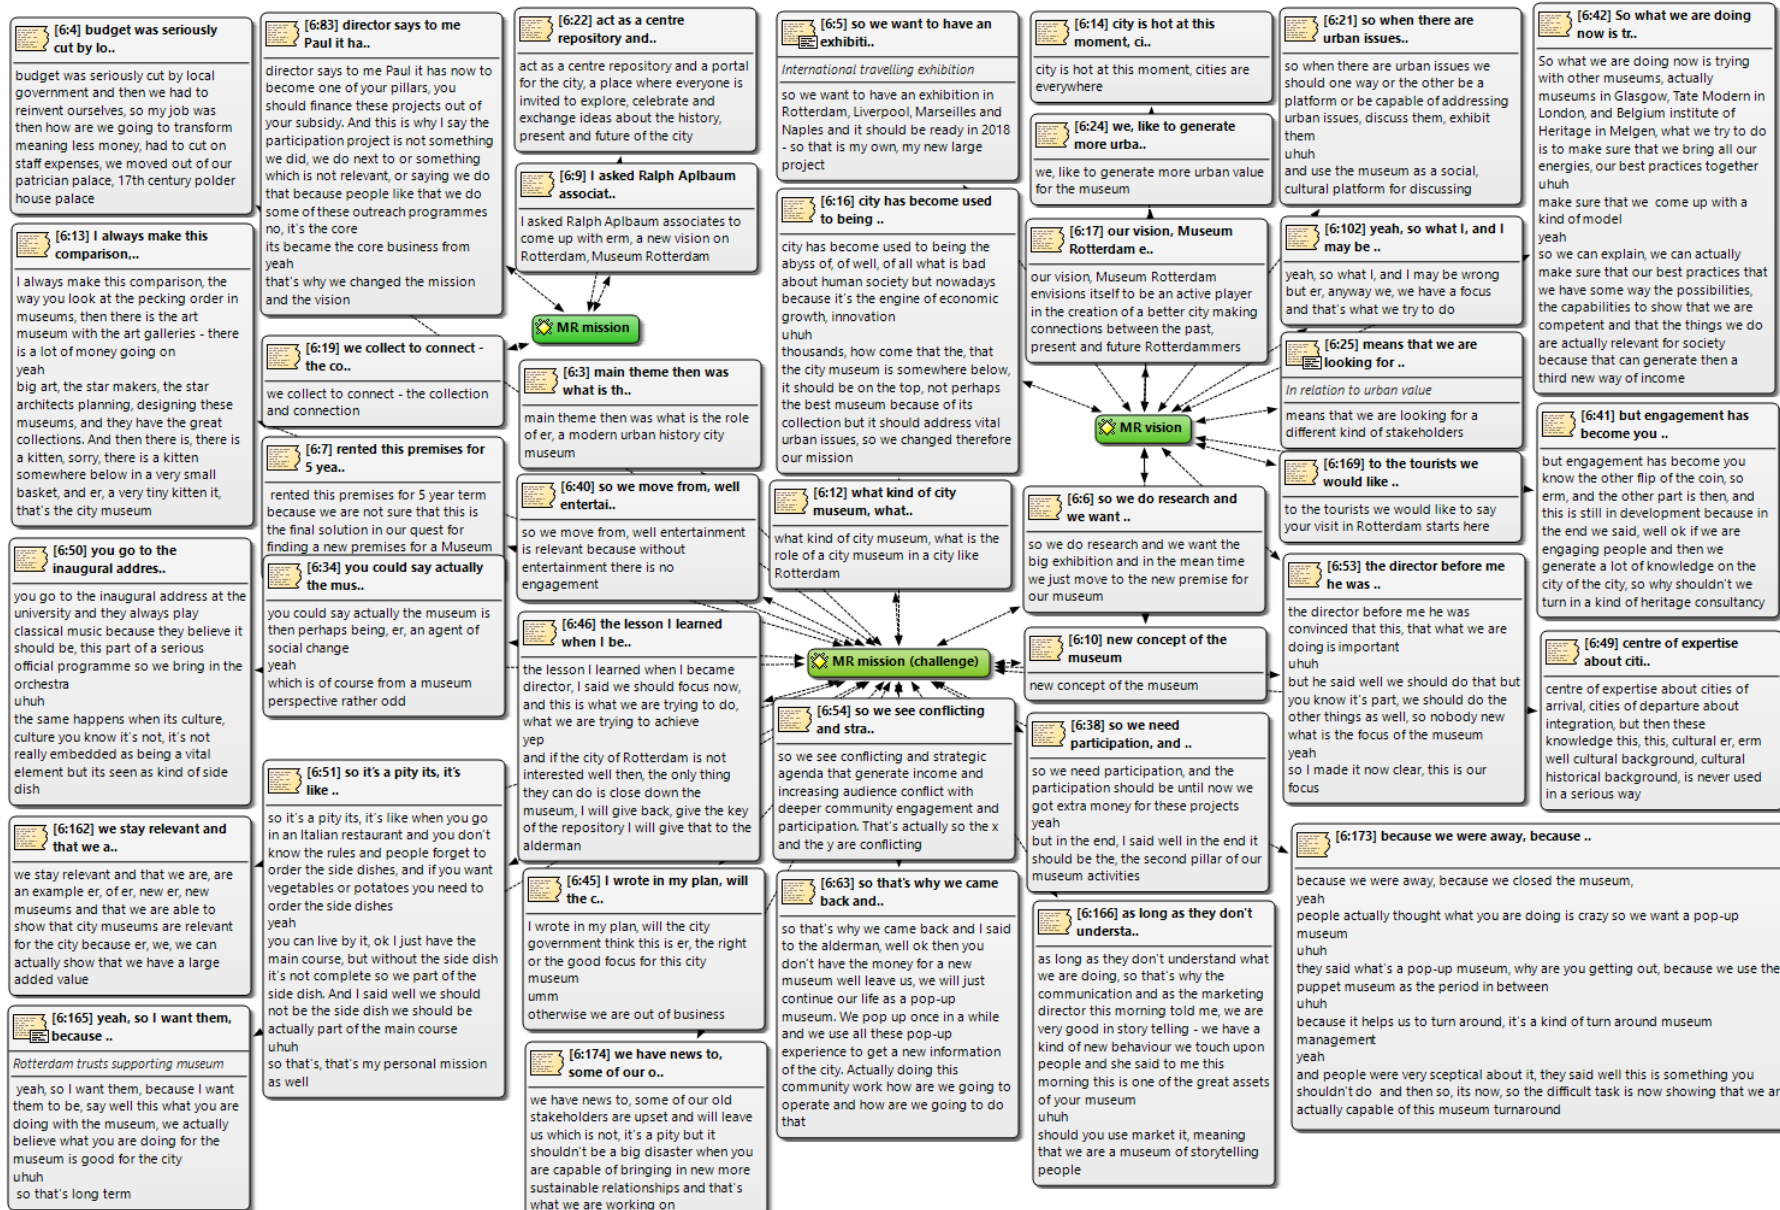 [6:4] budget was seriously
cut by lo..
budget was seriously cut by local
government and then we had to
reinvent ourselves, so my job was
then how are we going to transform
meaning less money, had to cut on
staff expenses, we moved out of our
patrician palace, 17th century polder
house palace
[6:13] I always make this
comparison,..
I always make this comparison, the
way you look at the pecking order in
museums, then there is the art
museum with the art galleries - there
is a lot of money going on
yeah
big art, the star makers, the star
architects planning, designing these
museums, and they have the great
collections. And then there is, there is
a kitten, sorry, there is a kitten
somewhere below in a very small
basket, and er, a very tiny kitten it,
that's the city museum
[6:50] you go to the
inaugural addres..
you go to the inaugural address at the
university and they always play
classical music because they believe it
should be, this part of a serious
official programme so we bring in the
orchestra
uhuh
the same happens when its culture,
culture you know it's not, it's not
really embedded as being a vital
element but its seen as kind of side
dish
[6:162] we stay relevant and
that we a..
we stay relevant and that we are, are
an example er, of er, new er, new
museums and that we are able to
show that city museums are relevant
for the city because er, we, we can
actually show that we have a large
added value
[6:165] yeah, so I want them,
because ..
Rotterdam trusts supporting museum
yeah, so I want them, because I want
them to be, say well this what you are
doing with the museum, we actually
believe what you are doing for the
museum is good for the city
uhuh
so that's long term
[6:83] director says to me
Paul it ha..
director says to me Paul it has now to
become one of your pillars, you
should finance these projects out of
your subsidy. And this is why I say the
participation project is not something
we did, we do next to or something
which is not relevant, or saying we do
that because people like that we do
some of these outreach programmes
no, it's the core
its became the core business from
yeah
that's why we changed the mission
and the vision
[6:19] we collect to connect -
the co..
we collect to connect - the collection
and connection
[6:7] rented this premises for
5 yea..
rented this premises for 5 year term
because we are not sure that this is
the final solution in our quest for
finding a new premises for a Museum
[6:34] you could say actually
the mus..
you could say actually the museum is
then perhaps being, er, an agent of
social change
yeah
which is of course from a museum
perspective rather odd
[6:51] so it's a pity its, it's
like ..
so it's a pity its, it's like when you go
in an Italian restaurant and you don't
know the rules and people forget to
order the side dishes, and if you want
vegetables or potatoes you need to
order the side dishes
yeah
you can live by it, ok I just have the
main course, but without the side dish
it's not complete so we part of the
side dish. And I said well we should
not be the side dish we should be
actually part of the main course
uhuh
so that's, that's my personal mission
as well
[6:22] act as a centre
repository and..
act as a centre repository and a portal
for the city, a place where everyone is
invited to explore, celebrate and
exchange ideas about the history,
present and future of the city
[6:9] I asked Ralph Aplbaum
associat..
I asked Ralph Aplbaum associates to
come up with erm, a new vision on
Rotterdam, Museum Rotterdam
MR mission
[6:3] main theme then was
what is th..
main theme then was what is the role
of er, a modern urban history city
museum
[6:40] so we move from, well
entertai..
so we move from, well entertainment
is relevant because without
entertainment there is no
engagement
[6:46] the lesson I learned
when I be..
the lesson I learned when I became
director, I said we should focus now,
and this is what we are trying to do,
what we are trying to achieve
yep
and if the city of Rotterdam is not
interested well then, the only thing
they can do is close down the
museum, I will give back, give the key
of the repository I will give that to the
alderman
[6:45] I wrote in my plan, will
the c..
I wrote in my plan, will the city
government think this is er, the right
or the good focus for this city
museum
umm
otherwise we are out of business
[6:174] we have news to,
some of our o..
we have news to, some of our old
stakeholders are upset and will leave
us which is not, it's a pity but it
shouldn't be a big disaster when you
are capable of bringing in new more
sustainable relationships and that's
what we are working on
[6:5] so we want to have an
exhibiti..
International travelling exhibition
so we want to have an exhibition in
Rotterdam, Liverpool, Marseilles and
Naples and it should be ready in 2018
- so that is my own, my new large
project
[6:16] city has become used
to being ..
city has become used to being the
abyss of, of well, of all what is bad
about human society but nowadays
because it's the engine of economic
growth, innovation
uhuh
thousands, how come that the, that
the city museum is somewhere below,
it should be on the top, not perhaps
the best museum because of its
collection but it should address vital
urban issues, so we changed therefore
our mission
[6:12] what kind of city
museum, what..
what kind of city museum, what is the
role of a city museum in a city like
Rotterdam
MR mission (challenge)
[6:54] so we see conflicting
and stra..
so we see conflicting and strategic
agenda that generate income and
increasing audience conflict with
deeper community engagement and
participation. That's actually so the x
and the y are conflicting
[6:63] so that's why we came
back and..
so that's why we came back and I said
to the alderman, well ok then you
don't have the money for a new
museum well leave us, we will just
continue our life as a pop-up
museum. We pop up once in a while
and we use all these pop-up
experience to get a new information
of the city. Actually doing this
community work how are we going to
operate and how are we going to do
that
[6:14] city is hot at this
moment, ci..
city is hot at this moment, cities are
everywhere
[6:24] we, like to generate
more urba..
we, like to generate more urban value
for the museum
[6:17] our vision, Museum
Rotterdam e..
our vision, Museum Rotterdam
envisions itself to be an active player
in the creation of a better city making
connections between the past,
present and future Rotterdammers
MR vision
[6:6] so we do research and
we want ..
so we do research and we want the
big exhibition and in the mean time
we just move to the new premise for
our museum
[6:10] new concept of the
museum
new concept of the museum
[6:38] so we need
participation, and ..
so we need participation, and the
participation should be until now we
got extra money for these projects
yeah
but in the end, I said well in the end it
should be the, the second pillar of our
museum activities
[6:166] as long as they don't
understa..
as long as they don't understand what
we are doing, so that's why the
communication and as the marketing
director this morning told me, we are
very good in story telling - we have a
kind of new behaviour we touch upon
people and she said to me this
morning this is one of the great assets
of your museum
uhuh
should you use market it, meaning
that we are a museum of storytelling
people
[6:21] so when there are
urban issues..
so when there are urban issues we
should one way or the other be a
platform or be capable of addressing
urban issues, discuss them, exhibit
them
uhuh
and use the museum as a social,
cultural platform for discussing
[6:102] yeah, so what I, and I
may be ..
yeah, so what I, and I may be wrong
but er, anyway we, we have a focus
and that's what we try to do
[6:25] means that we are
looking for ..
In relation to urban value
means that we are looking for a
different kind of stakeholders
[6:169] to the tourists we
would like ..
to the tourists we would like to say
your visit in Rotterdam starts here
[6:53] the director before me
he was ..
the director before me he was
convinced that this, that what we are
doing is important
uhuh
but he said well we should do that but
you know it's part, we should do the
other things as well, so nobody new
what is the focus of the museum
yeah
so I made it now clear, this is our
focus
[6:42] So what we are doing
now is tr..
So what we are doing now is trying
with other museums, actually
museums in Glasgow, Tate Modern in
London, and Belgium institute of
Heritage in Melgen, what we try to do
is to make sure that we bring all our
energies, our best practices together
uhuh
make sure that we  come up with a
kind of model
yeah
so we can explain, we can actually
make sure that our best practices that
we have some way the possibilities,
the capabilities to show that we are
competent and that the things we do
are actually relevant for society
because that can generate then a
third new way of income
[6:41] but engagement has
become you ..
but engagement has become you
know the other flip of the coin, so
erm, and the other part is then, and
this is still in development because in
the end we said, well ok if we are
engaging people and then we
generate a lot of knowledge on the
city of the city, so why shouldn't we
turn in a kind of heritage consultancy
[6:49] centre of expertise
about citi..
centre of expertise about cities of
arrival, cities of departure about
integration, but then these
knowledge this, this, cultural er, erm
well cultural background, cultural
historical background, is never used
in a serious way
[6:173] because we were away, because ..
because we were away, because we closed the museum,
yeah
people actually thought what you are doing is crazy so we want a pop-up
museum
uhuh
they said what's a pop-up museum, why are you getting out, because we use the
puppet museum as the period in between
uhuh
because it helps us to turn around, it's a kind of turn around museum
management
yeah
and people were very sceptical about it, they said well this is something you
shouldn't do  and then so, its now, so the difficult task is now showing that we ar
actually capable of this museum turnaround